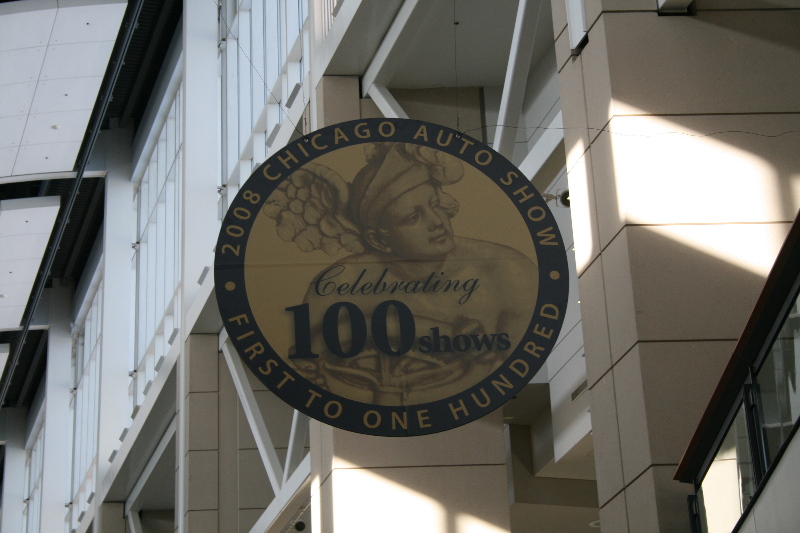 2008 CHICAGO AUTO SHOW
Celebrating
100 shows
FIRST TO ONE HUNDRED